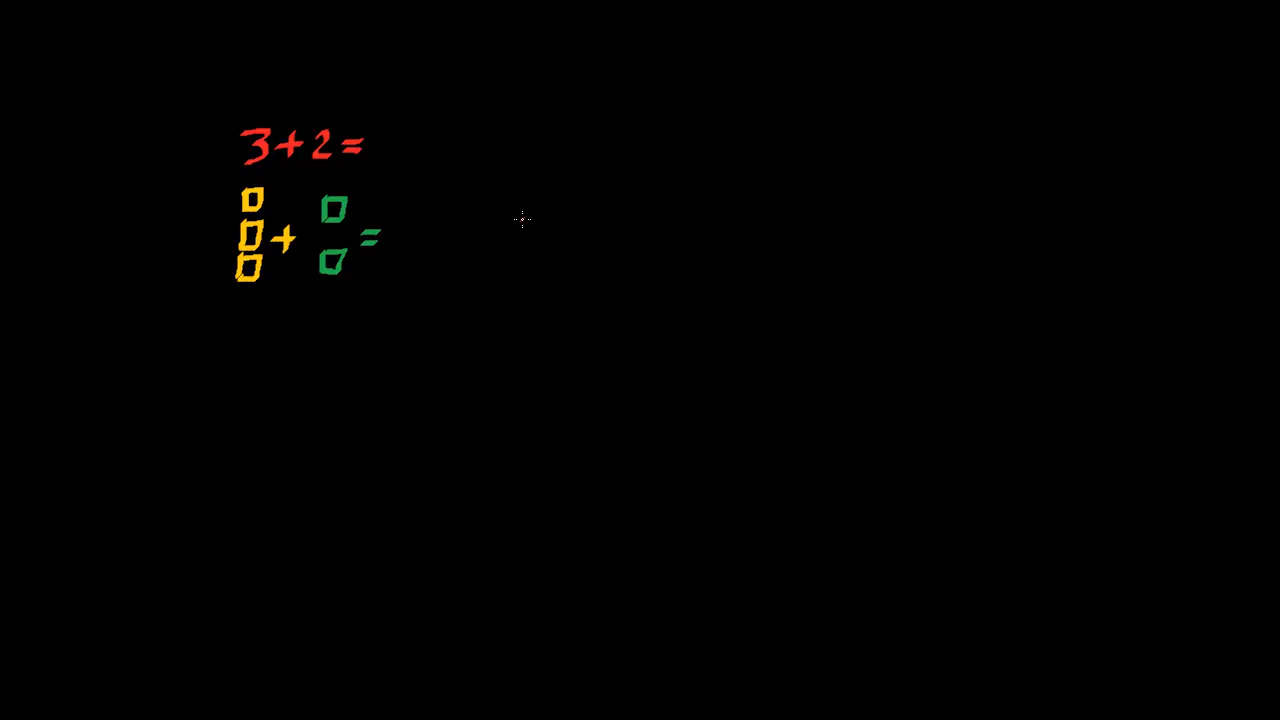 3+2=
+ =